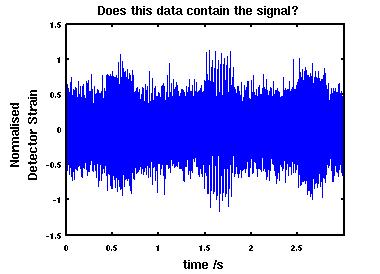 Does this data contain the signal?
1.5
1
0.5
0
-0.5
-1
-1.5
Normalised
Detector Strain
0 0.5 1 1.5 2 2.5
time /s